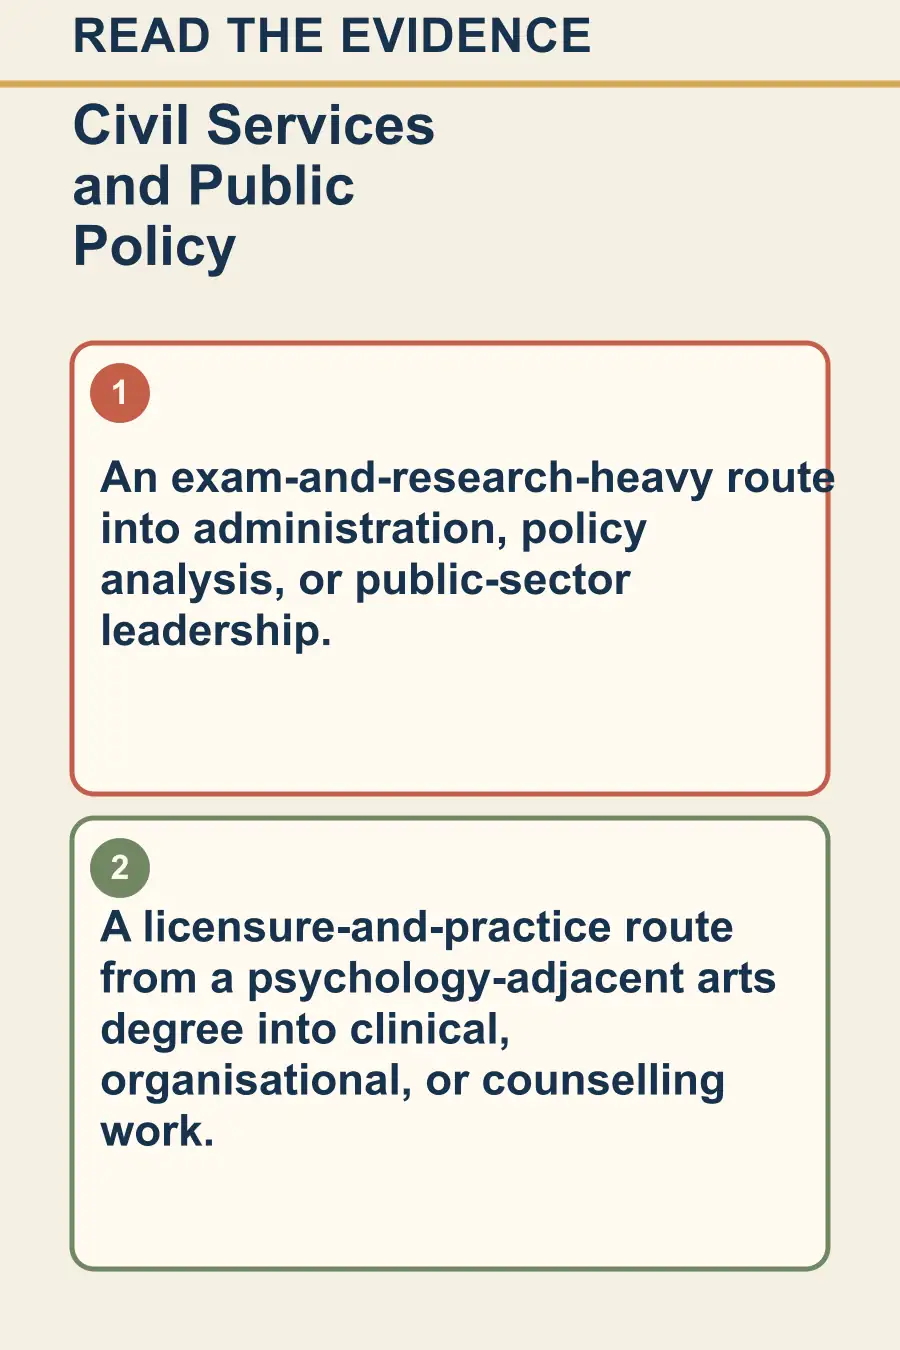 READ THE EVIDENCE
Civil Services
and Public
Policy
1
An exam-and-research-heavy route
into administration, policy
analysis, or public-sector
leadership.
2
A licensure-and-practice route
from a psychology-adjacent arts
degree into clinical,
organisational, or counselling
work.